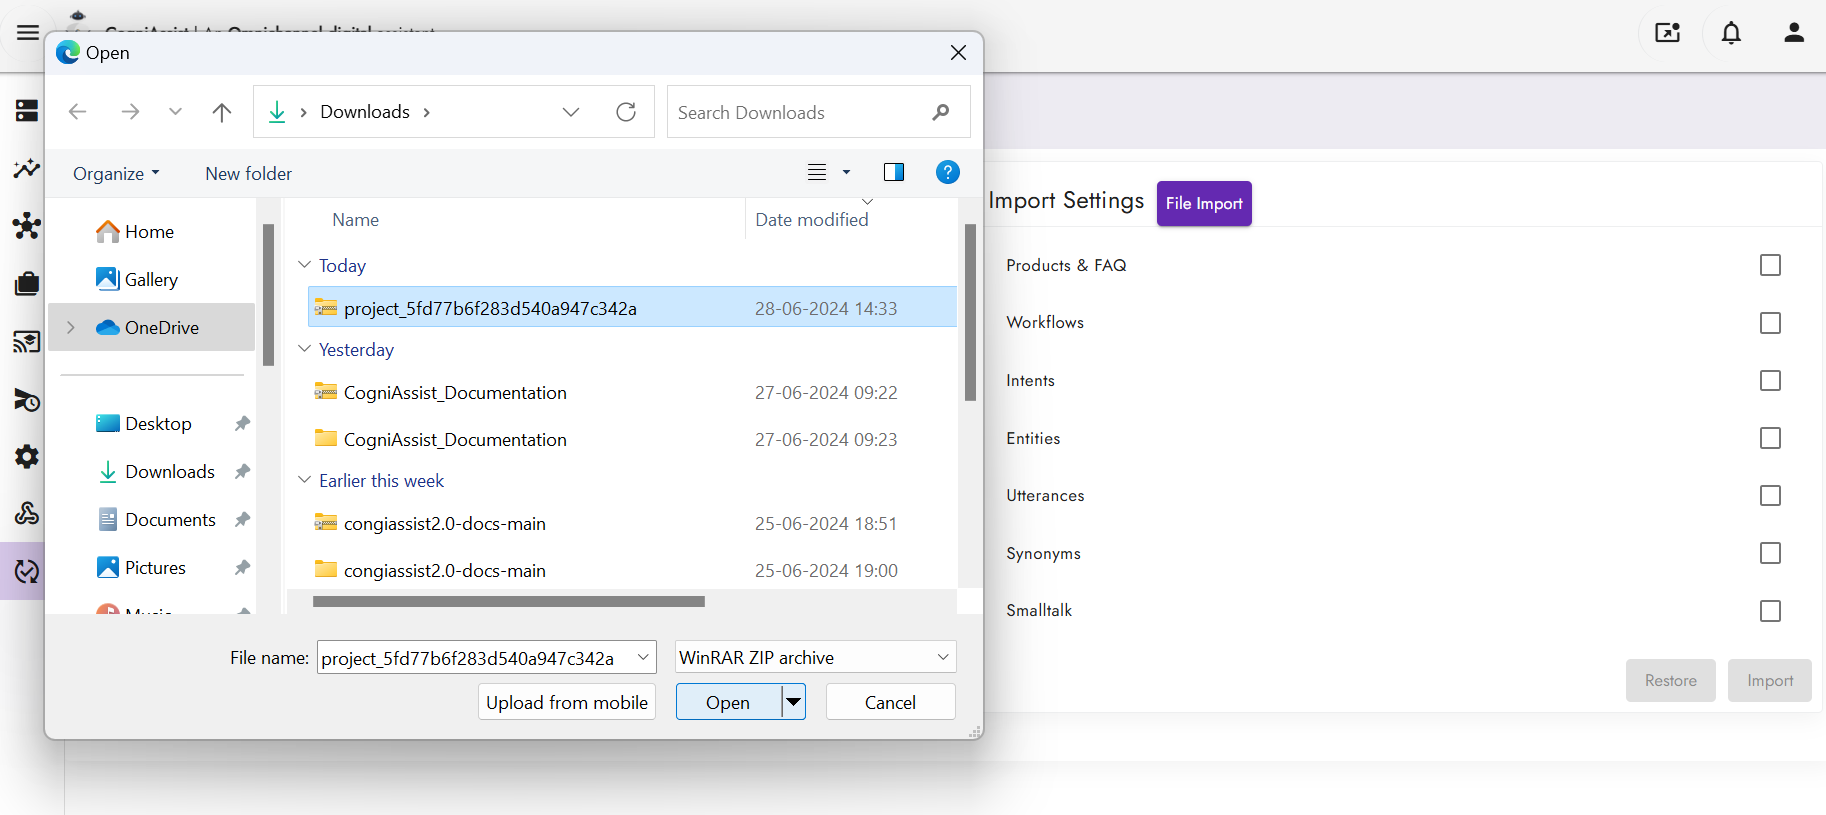 CogniAssist | An Omnichannel digital assistant
Open
Downloads
Search Downloads
Organize
New folder
?
Name
Date modified
Home
Gallery
OneDrive
Desktop
Downloads
Documents
Pictures
Music
Today
project_5fd77b6f283d540a947c342a 28-06-2024 14:33
Yesterday
CogniAssist_Documentation 27-06-2024 09:22
CogniAssist_Documentation 27-06-2024 09:23
Earlier this week
congiassist2.0-docs-main 25-06-2024 18:51
congiassist2.0-docs-main 25-06-2024 19:00
File name: project_5fd77b6f283d540a947c342a
WinRAR ZIP archive
Upload from mobile
Open
Cancel
Import Settings
File Import
Products & FAQ
Workflows
Intents
Entities
Utterances
Synonyms
Smalltalk
Restore
Import